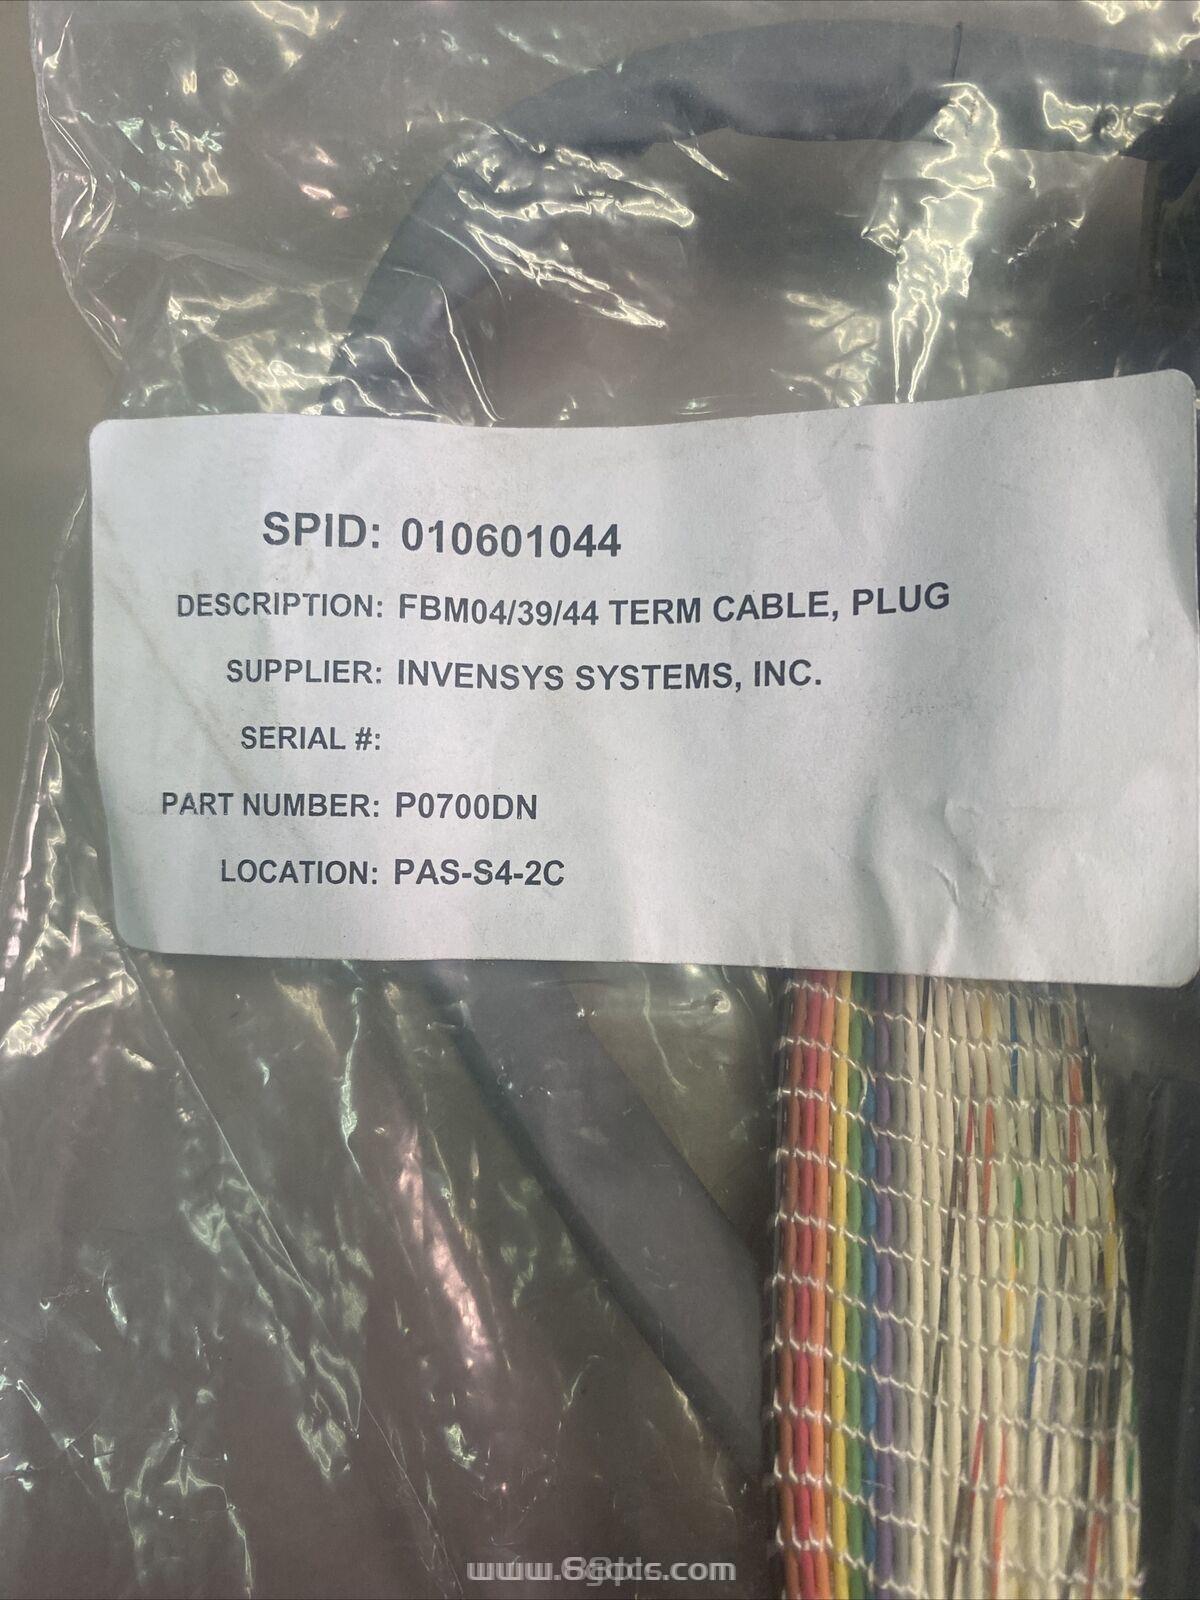 SPID: 010601044
DESCRIPTION: FBM04/39/44 TERM CABLE, PLUG
SUPPLIER: INVENSYS SYSTEMS, INC.
SERIAL #:
PART NUMBER: P0700DN
LOCATION: PAS-S4-2C